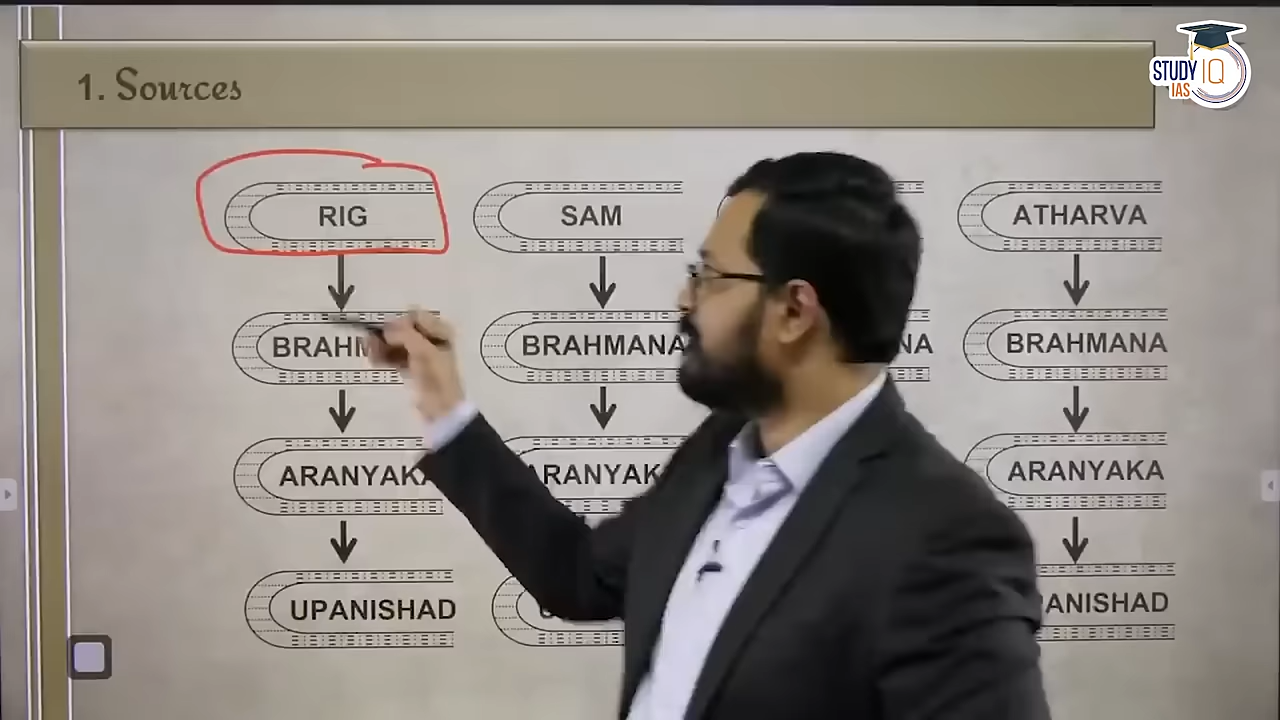 1. Sources
STUDY IQ
IAS
RIG SAM ATHARVA
BRAHMANA BRAHMANA
ARANYAKA ARANYAKA
UPANISHAD